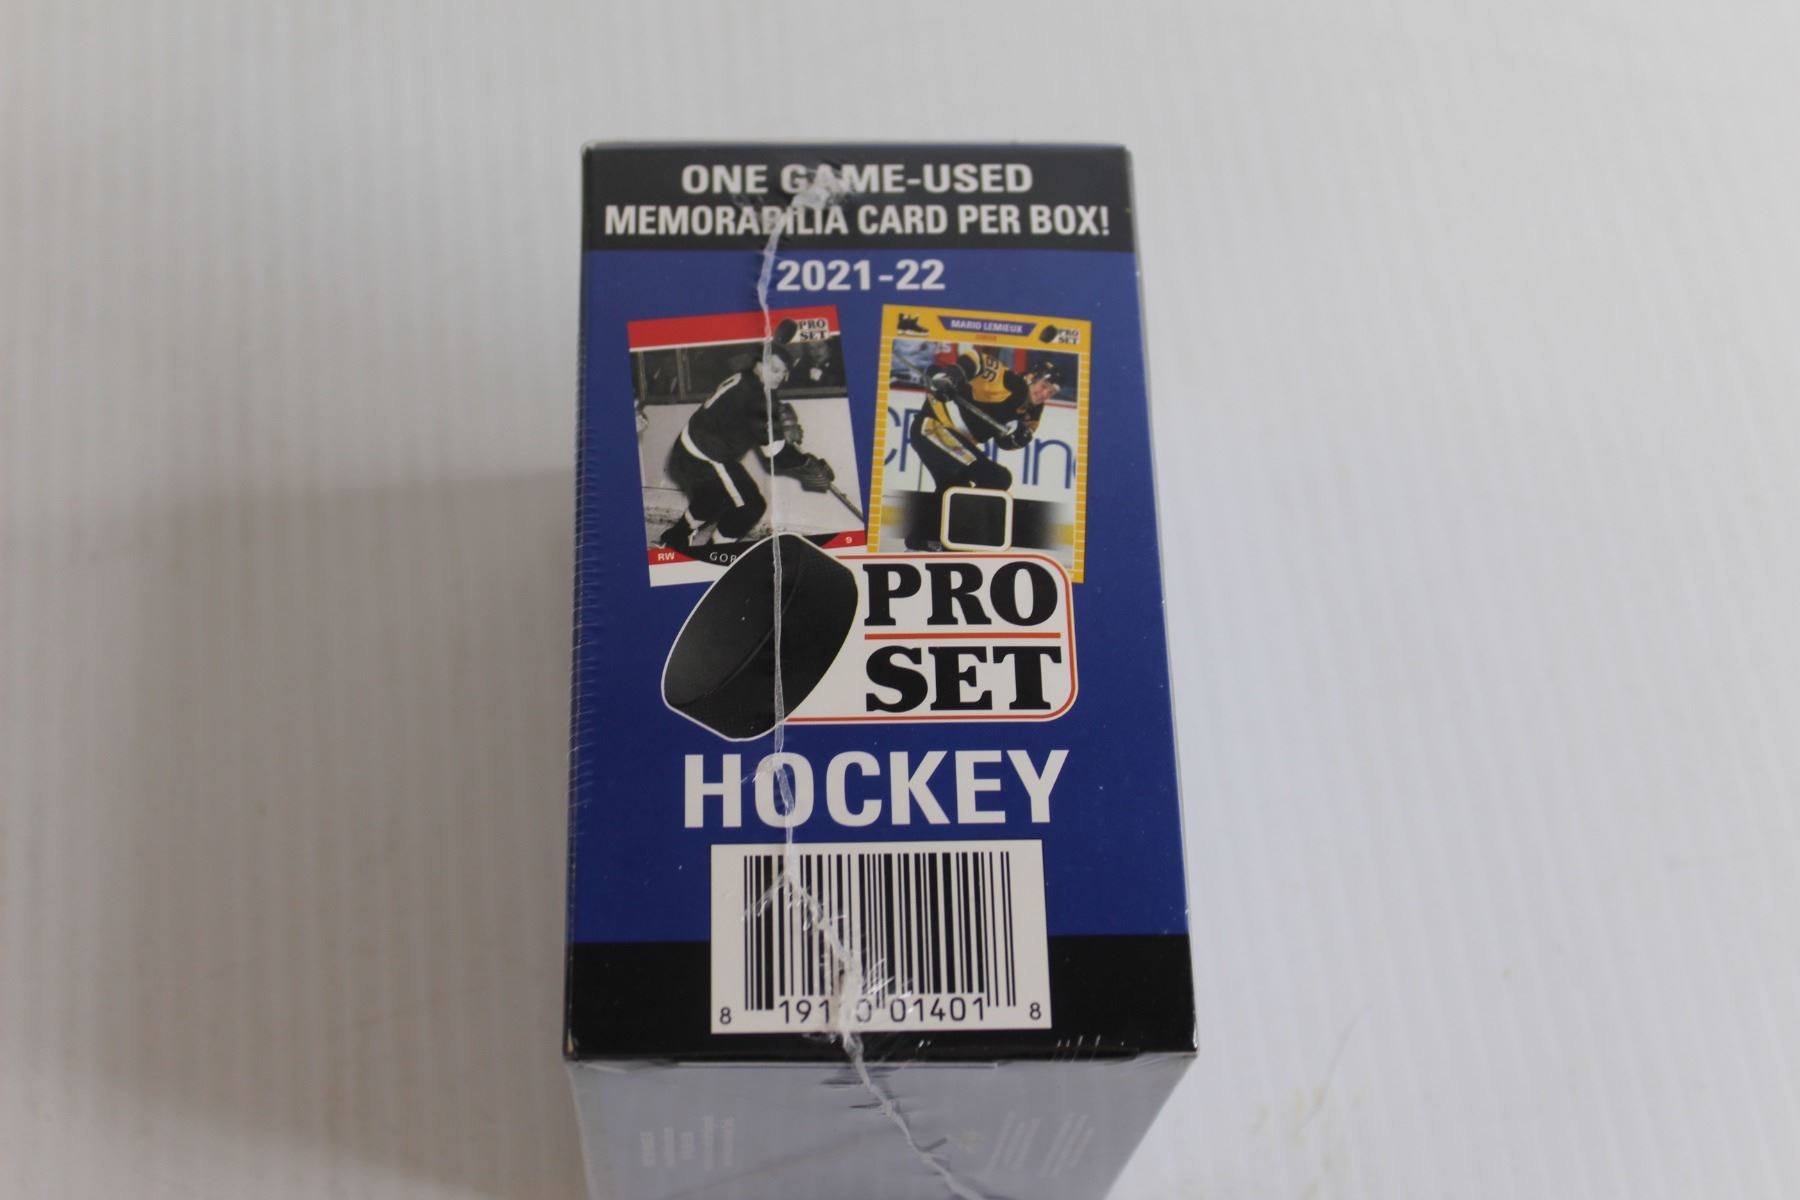 ONE GAME-USED
MEMORABILIA CARD PER BOX!
2021-22
PRO
SET
MARIO LEMIEUX
PRO
SET
RW
9
PRO
SET
HOCKEY
8 19110 01401 8